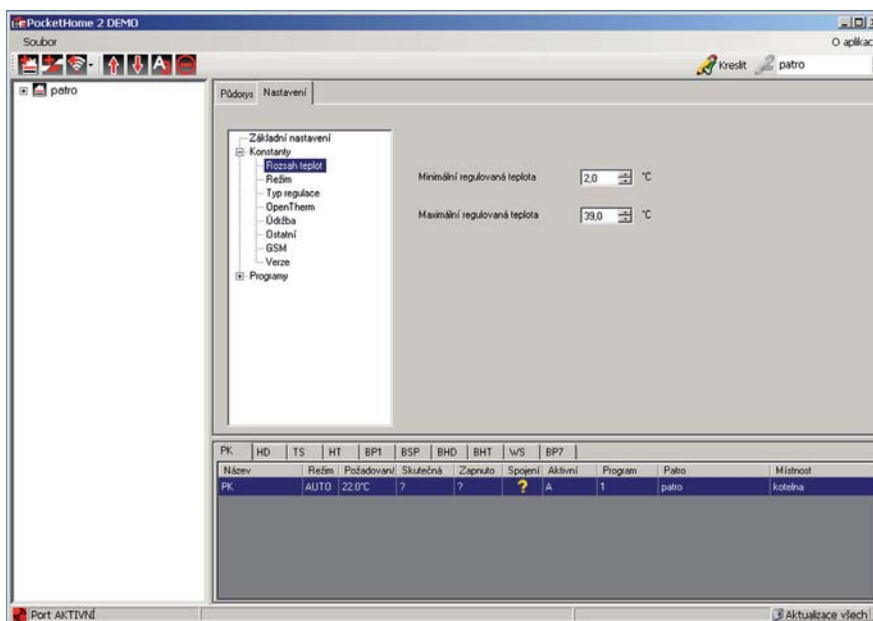 PocketHome 2 DEMO
Soubor
O aplikac
Kreslit
patro
patro
Půdorys Nastavení
Základní nastavení
Konstanty
Rozsah teplot
Režim
Typ regulace
OpenTherm
Údržba
Ostatní
GSM
Verze
Programy
Minimální regulovaná teplota 2,0 °C
Maximální regulovaná teplota 39,0 °C
PK HD TS HT BP1 BSP BHD BHT WS BP7
Název Režim Požadovaní Skutečná Zapnuto Spojení Aktivní Program Patro Místnost
PK AUTO 22.0°C ? ? ? A 1 patro kotelna
Port AKTIVNÍ
Aktualizace všech